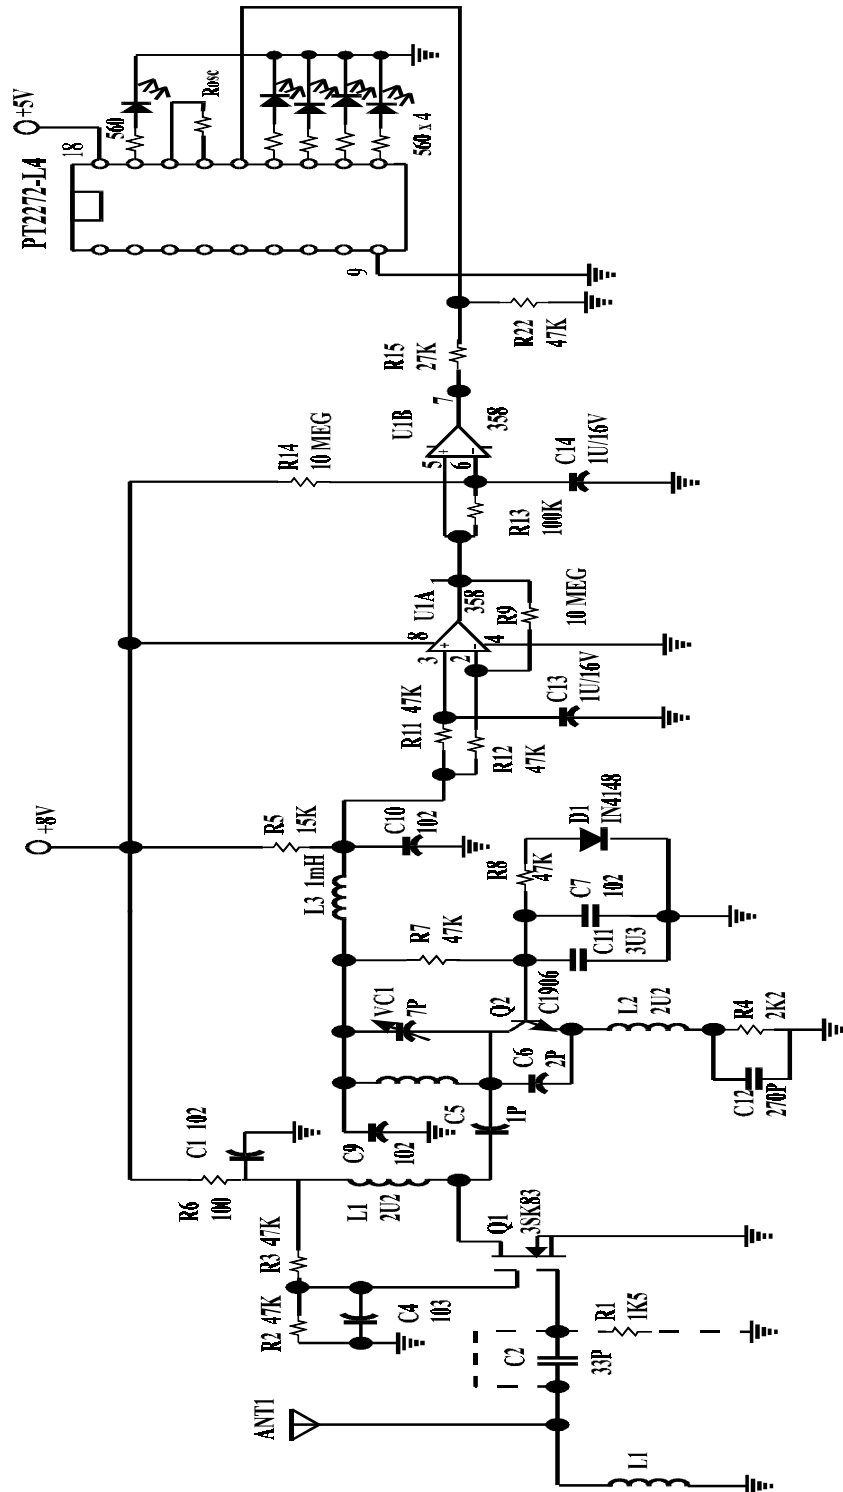 ANT1
L1
C2
33P
R1
1K5
R2 47K
R3 47K
C4
103
Q1
3SK83
R6
100
C1 102
L1
2U2
C9
102
C5
1P
C6
2P
VC1
7P
Q2
C1906
L2
2U2
C12
270P
R4
2K2
R7
47K
C11
3U3
C7
102
R8
47K
D1
IN4148
L3 1mH
R5
15K
C10
102
+8V
R11 47K
R12
47K
C13
1U/16V
3
2
+
-
8
4
U1A
358
R9
10 MEG
R13
100K
R14
10 MEG
C14
1U/16V
5
6
+
-
U1B
358
7
R15
27K
R22
47K
PT2272-L4
+5V
18
9
560
Rosc
560 x 4